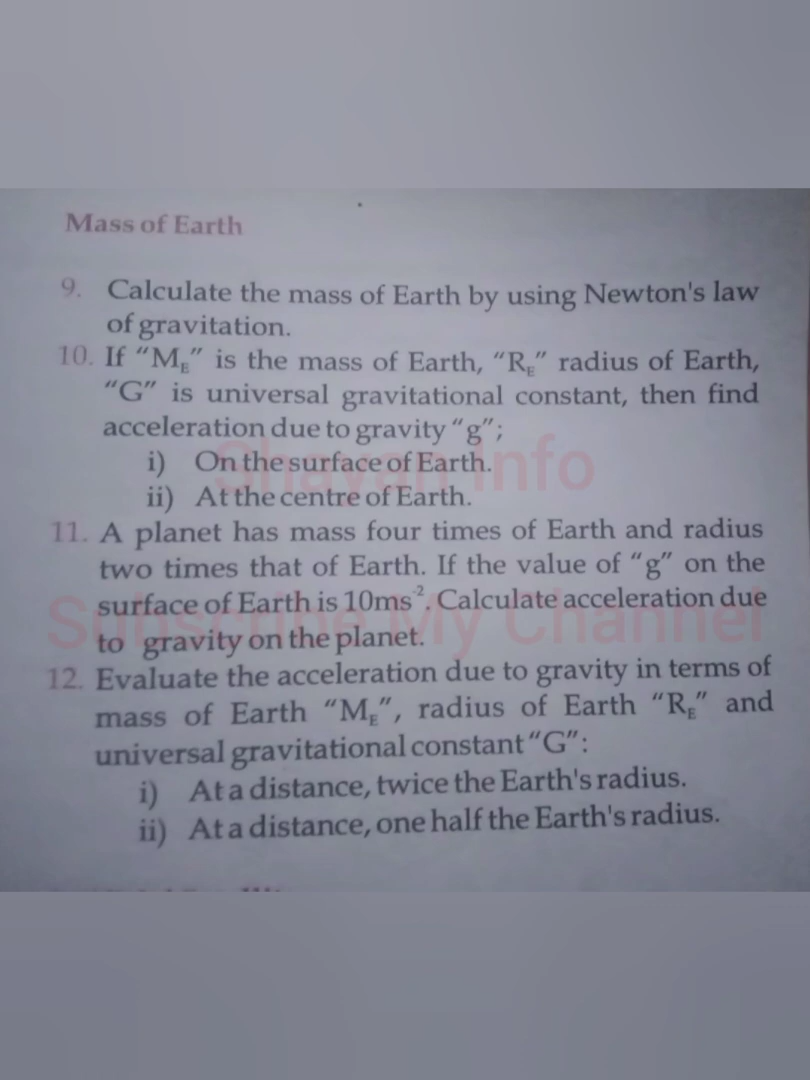 Mass of Earth
9. Calculate the mass of Earth by using Newton's law
of gravitation.
10. If "M_E" is the mass of Earth, "R_E" radius of Earth,
"G" is universal gravitational constant, then find
acceleration due to gravity "g";
i) On the surface of Earth.
Shayan Info
ii) At the centre of Earth.
11. A planet has mass four times of Earth and radius
two times that of Earth. If the value of "g" on the
surface of Earth is 10ms⁻². Calculate acceleration due
Subscribe My Channel
to gravity on the planet.
12. Evaluate the acceleration due to gravity in terms of
mass of Earth "M_E", radius of Earth "R_E" and
universal gravitational constant "G":
i) At a distance, twice the Earth's radius.
ii) At a distance, one half the Earth's radius.